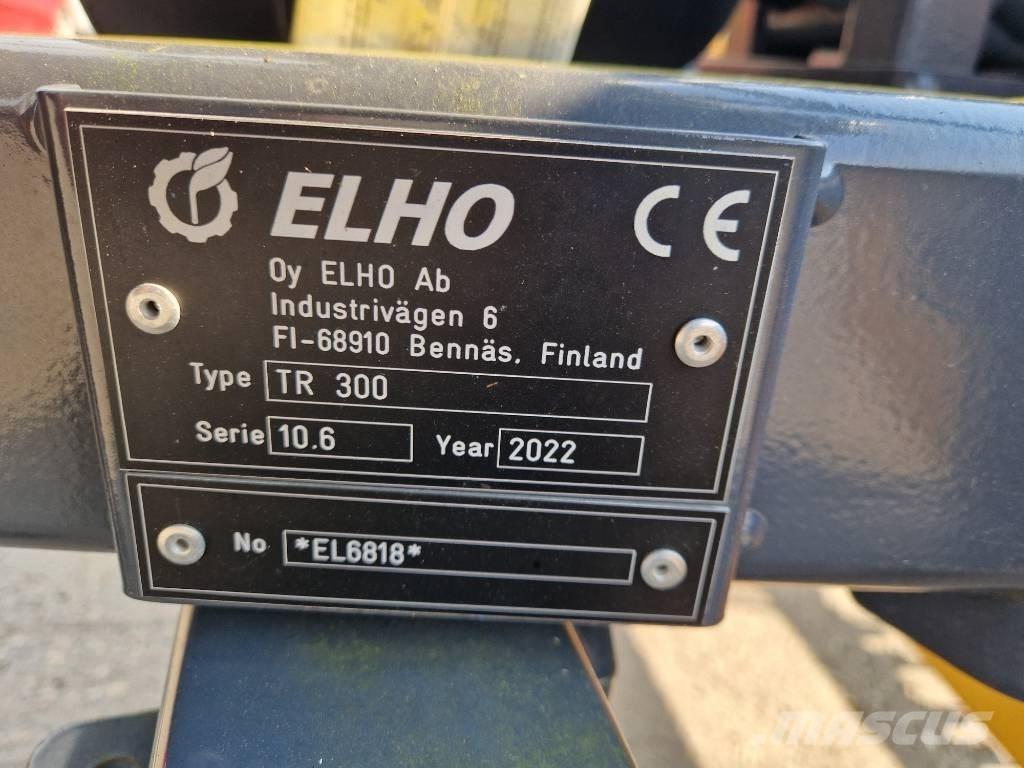 ELHO
CE
Oy ELHO Ab
Industrivägen 6
FI-68910 Bennäs, Finland
Type TR 300
Serie 10.6 Year 2022
No *EL6818*
MASCUS